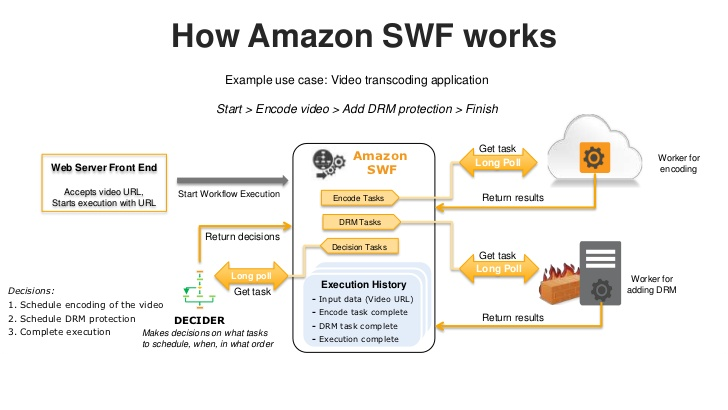 How Amazon SWF works
Example use case: Video transcoding application
Start > Encode video > Add DRM protection > Finish
Web Server Front End
Accepts video URL,
Starts execution with URL
Start Workflow Execution
Amazon
SWF
Encode Tasks
DRM Tasks
Decision Tasks
Get task
Long Poll
Return results
Worker for
encoding
Return decisions
Long poll
Get task
Execution History
- Input data (Video URL)
- Encode task complete
- DRM task complete
- Execution complete
Get task
Long Poll
Return results
Worker for
adding DRM
Decisions:
1. Schedule encoding of the video
2. Schedule DRM protection
3. Complete execution
DECIDER
Makes decisions on what tasks
to schedule, when, in what order